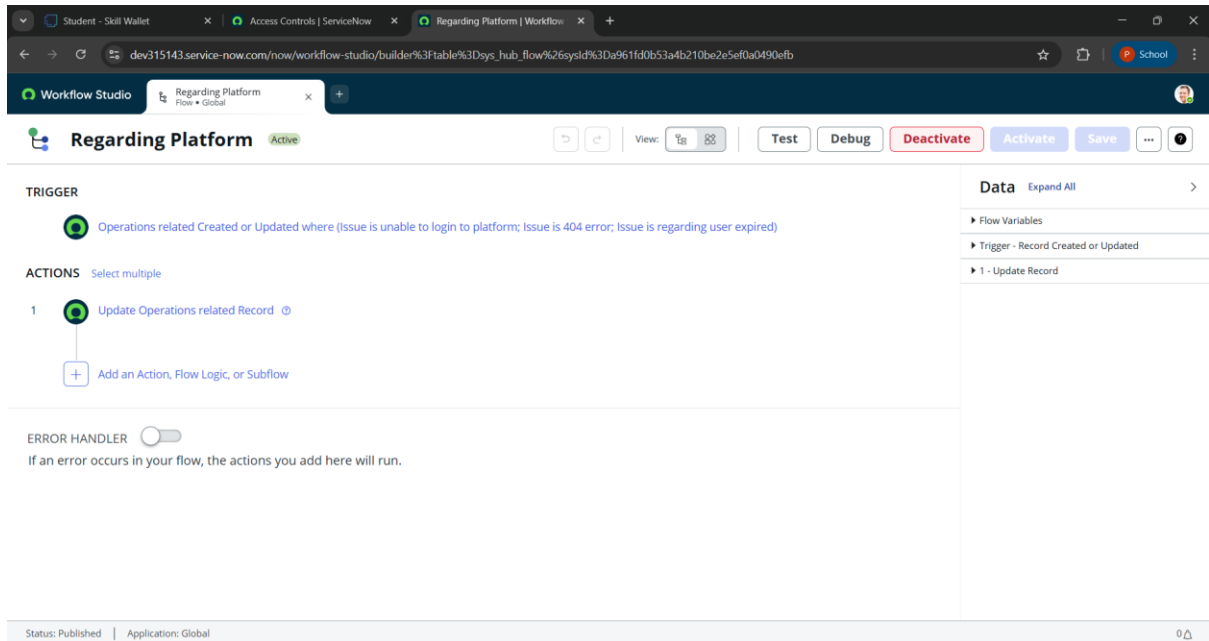 Student - Skill Wallet
Access Controls | ServiceNow
Regarding Platform | Workflow
dev315143.service-now.com/now/workflow-studio/builder%3Ftable%3Dsys_hub_flow%26sysId%3Da961fd0b53a4b210be2e5ef0a0490efb
P School
Workflow Studio
Regarding Platform
Flow • Global
Regarding Platform Active
View:
Test
Debug
Deactivate
Activate
Save
TRIGGER
Operations related Created or Updated where (Issue is unable to login to platform; Issue is 404 error; Issue is regarding user expired)
ACTIONS Select multiple
1 Update Operations related Record
Add an Action, Flow Logic, or Subflow
ERROR HANDLER
If an error occurs in your flow, the actions you add here will run.
Data Expand All
Flow Variables
Trigger - Record Created or Updated
1 - Update Record
Status: Published | Application: Global
0